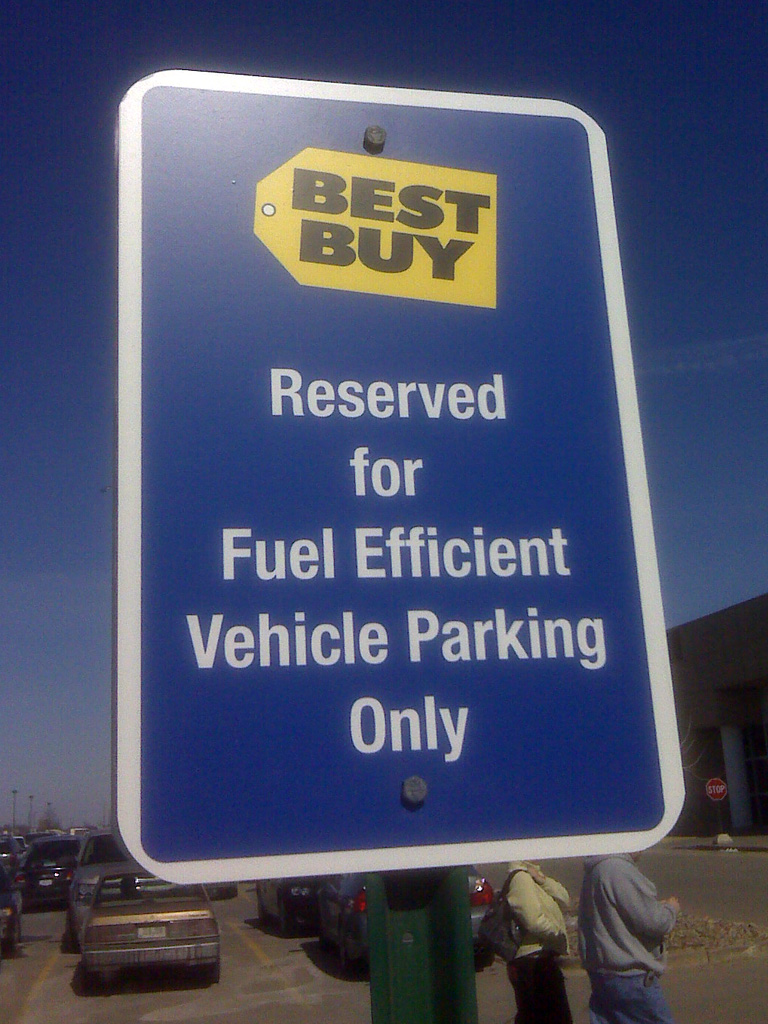 BEST
BUY
Reserved
for
Fuel Efficient
Vehicle Parking
Only
STOP